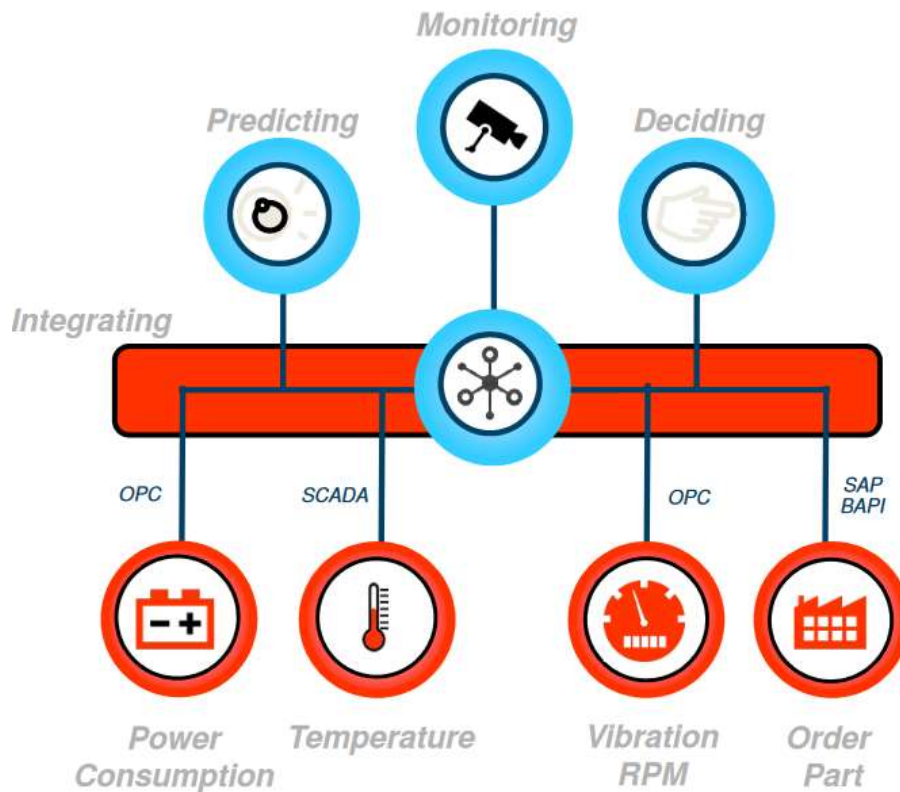 Monitoring
Predicting
Deciding
Integrating
OPC
SCADA
OPC
SAP
BAPI
Power
Consumption
Temperature
Vibration
RPM
Order
Part